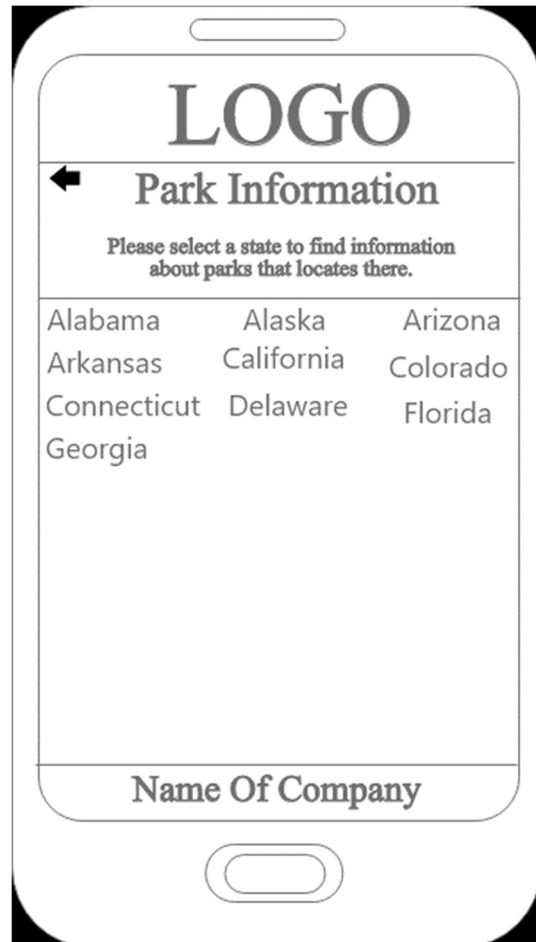 LOGO
Park Information
Please select a state to find information
about parks that locates there.
Alabama Alaska Arizona
Arkansas California Colorado
Connecticut Delaware Florida
Georgia
Name Of Company